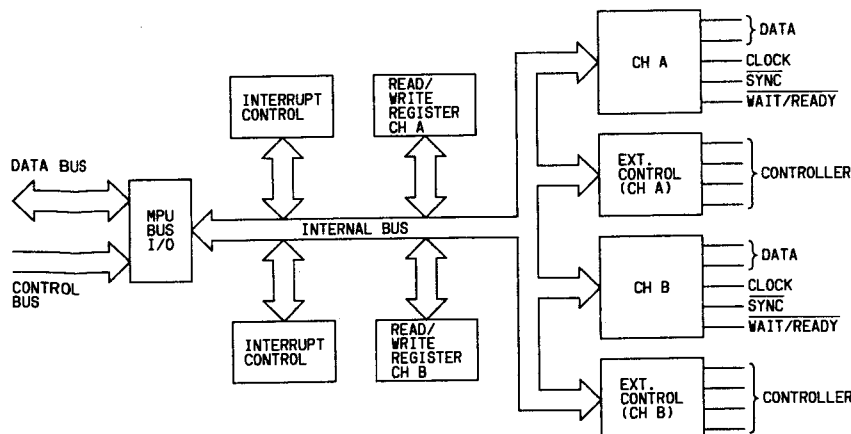 DATA BUS
CONTROL
BUS
MPU
BUS
I/O
INTERRUPT
CONTROL
READ/
WRITE
REGISTER
CH A
INTERNAL BUS
INTERRUPT
CONTROL
READ/
WRITE
REGISTER
CH B
CH A
DATA
CLOCK
SYNC
WAIT/READY
EXT.
CONTROL
(CH A)
CONTROLLER
CH B
DATA
CLOCK
SYNC
WAIT/READY
EXT.
CONTROL
(CH B)
CONTROLLER